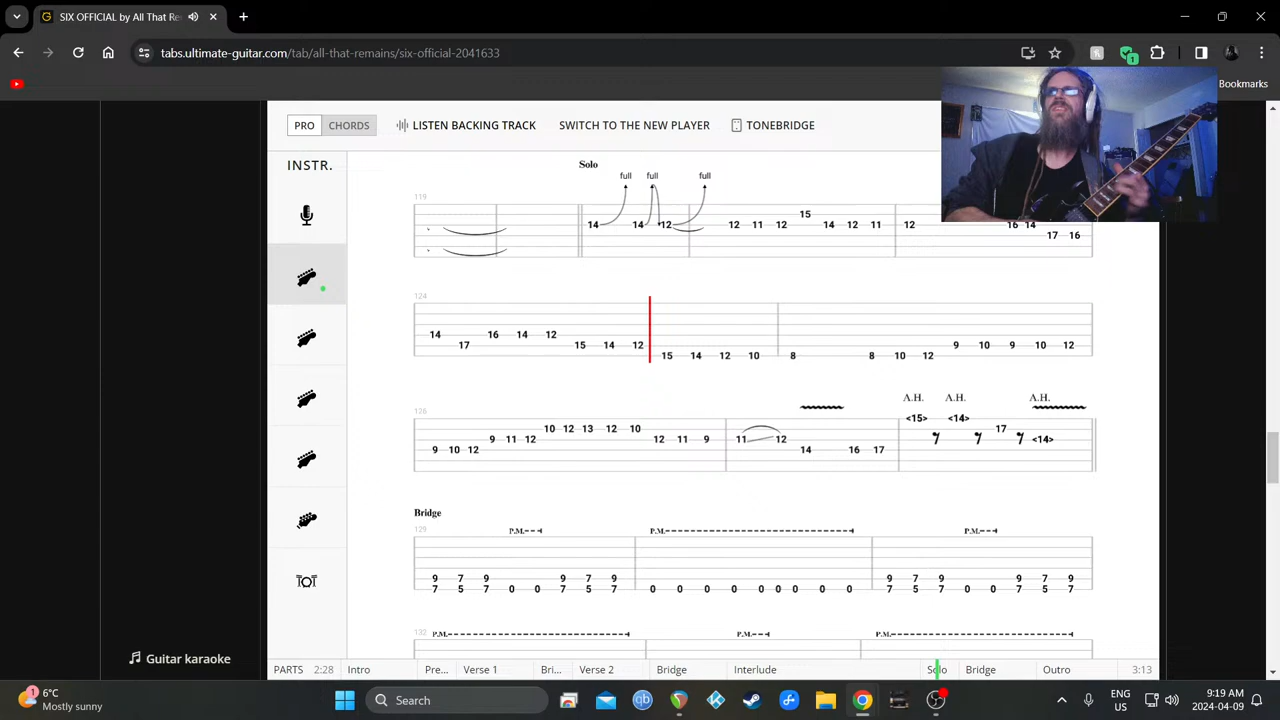 SIX OFFICIAL by All That Re
tabs.ultimate-guitar.com/tab/all-that-remains/six-official-2041633
1
Bookmarks
PRO CHORDS LISTEN BACKING TRACK SWITCH TO THE NEW PLAYER TONEBRIDGE
INSTR.
Solo
full full full
119
15
14 14 12 12 11 12 14 12 11 12 16 14
17 16
124
14 16 14 12
17 15 14 12 9 10 9 10 12
15 14 12 10 8 8 10 12
A.H. A.H. A.H.
126
<15> <14>
10 12 13 12 10 17
9 11 12 12 11 9 11 12 <14>
9 10 12 14 16 17
Bridge
P.M. P.M. P.M.
129
9 7 9 9 7 9 9 7 9 9 7 9
7 5 7 0 0 7 5 7 0 0 0 0 0 0 0 0 0 7 5 7 0 0 7 5 7
P.M. P.M. P.M.
132
Guitar karaoke
PARTS 2:28 Intro Pre... Verse 1 Bri... Verse 2 Bridge Interlude Solo Bridge Outro 3:13
1
6°C
Mostly sunny
Search
qb
ENG
US
9:19 AM
2024-04-09